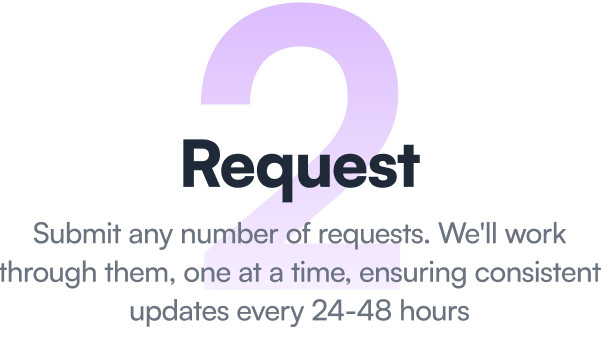 2
Request
Submit any number of requests. We'll work
through them, one at a time, ensuring consistent
updates every 24-48 hours